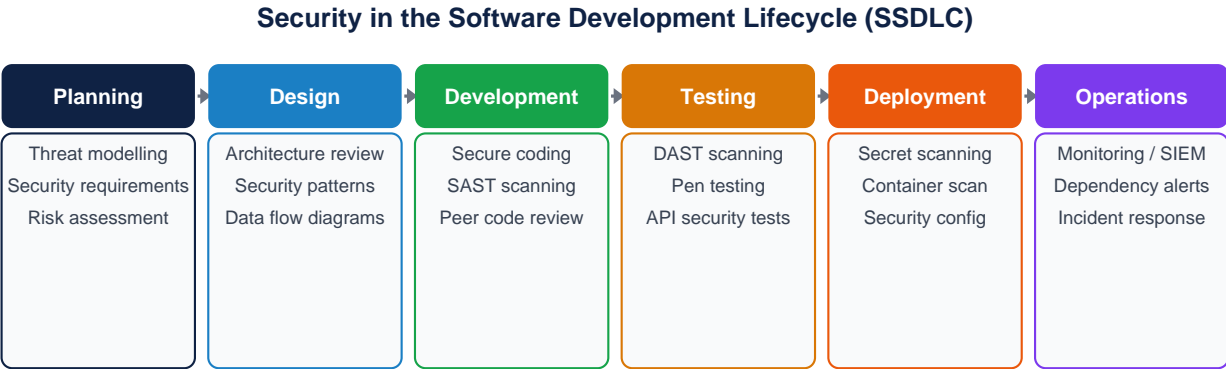 Security in the Software Development Lifecycle (SSDLC)
Planning
Threat modelling
Security requirements
Risk assessment
Design
Architecture review
Security patterns
Data flow diagrams
Development
Secure coding
SAST scanning
Peer code review
Testing
DAST scanning
Pen testing
API security tests
Deployment
Secret scanning
Container scan
Security config
Operations
Monitoring / SIEM
Dependency alerts
Incident response